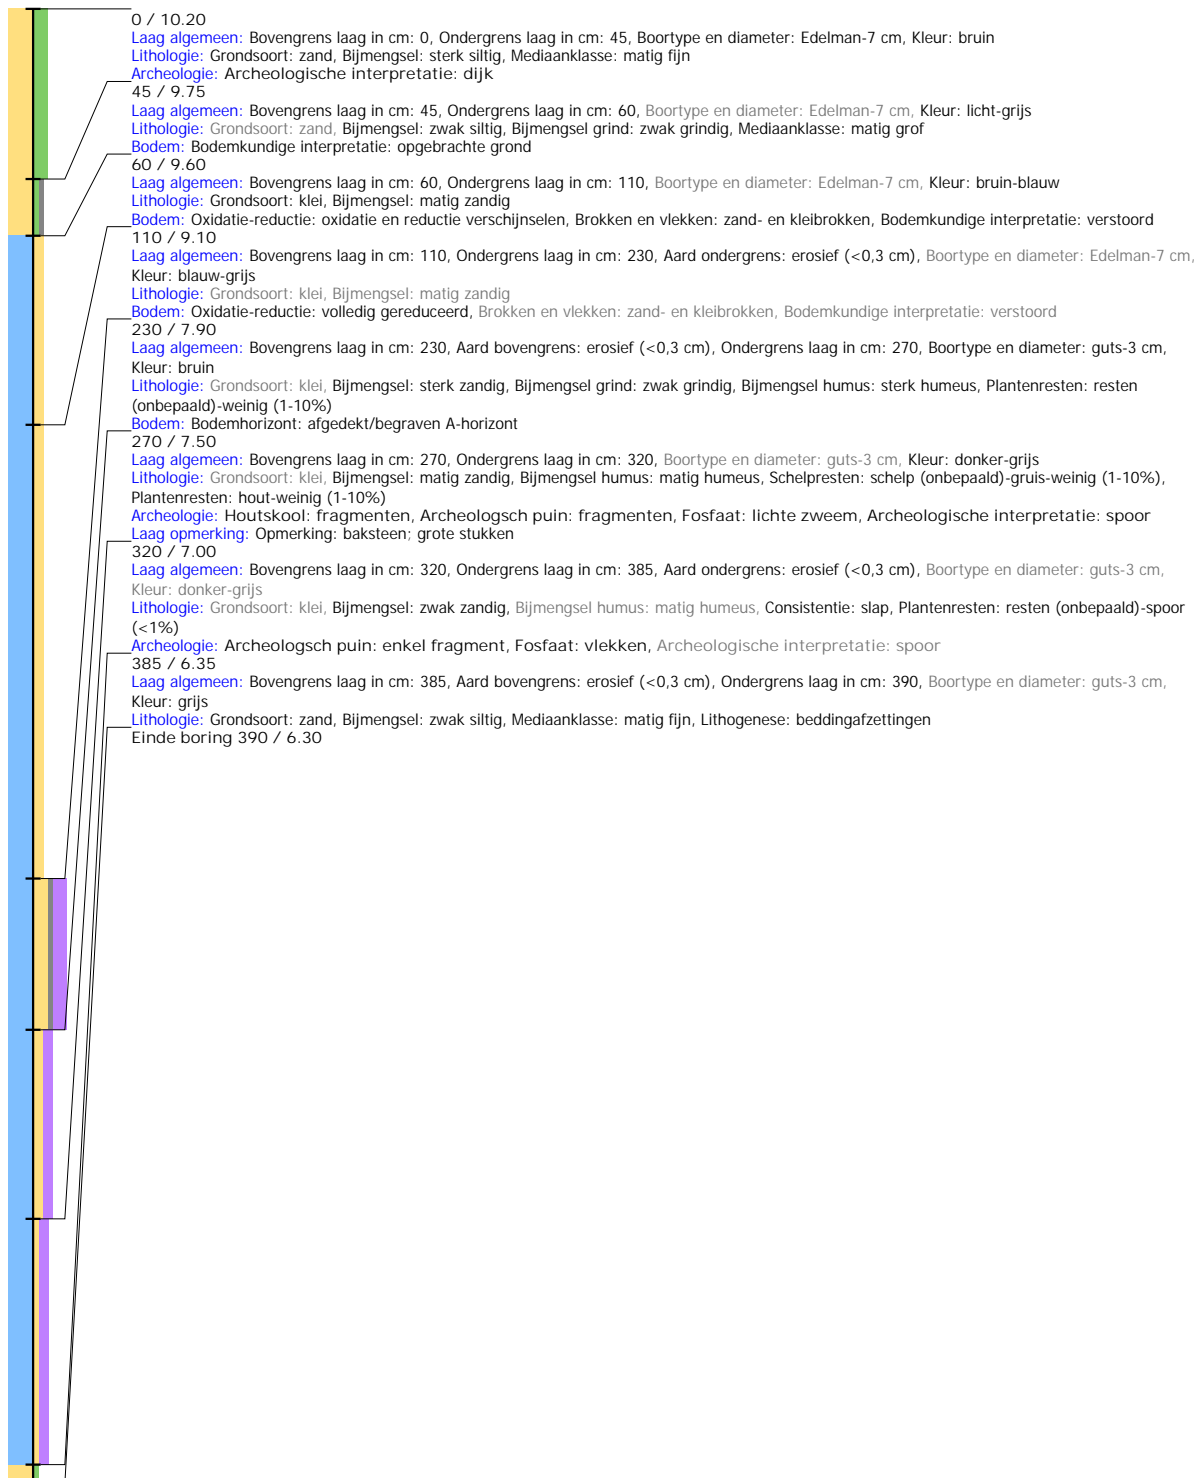 0 / 10.20
Laag algemeen: Bovengrens laag in cm: 0, Ondergrens laag in cm: 45, Boortype en diameter: Edelman-7 cm, Kleur: bruin
Lithologie: Grondsoort: zand, Bijmengsel: sterk siltig, Mediaanklasse: matig fijn
Archeologie: Archeologische interpretatie: dijk
45 / 9.75
Laag algemeen: Bovengrens laag in cm: 45, Ondergrens laag in cm: 60, Boortype en diameter: Edelman-7 cm, Kleur: licht-grijs
Lithologie: Grondsoort: zand, Bijmengsel: zwak siltig, Bijmengsel grind: zwak grindig, Mediaanklasse: matig grof
Bodem: Bodemkundige interpretatie: opgebrachte grond
60 / 9.60
Laag algemeen: Bovengrens laag in cm: 60, Ondergrens laag in cm: 110, Boortype en diameter: Edelman-7 cm, Kleur: bruin-blauw
Lithologie: Grondsoort: klei, Bijmengsel: matig zandig
Bodem: Oxidatie-reductie: oxidatie en reductie verschijnselen, Brokken en vlekken: zand- en kleibrokken, Bodemkundige interpretatie: verstoord
110 / 9.10
Laag algemeen: Bovengrens laag in cm: 110, Ondergrens laag in cm: 230, Aard ondergrens: erosief (<0,3 cm), Boortype en diameter: Edelman-7 cm,
Kleur: blauw-grijs
Lithologie: Grondsoort: klei, Bijmengsel: matig zandig
Bodem: Oxidatie-reductie: volledig gereduceerd, Brokken en vlekken: zand- en kleibrokken, Bodemkundige interpretatie: verstoord
230 / 7.90
Laag algemeen: Bovengrens laag in cm: 230, Aard bovengrens: erosief (<0,3 cm), Ondergrens laag in cm: 270, Boortype en diameter: guts-3 cm,
Kleur: bruin
Lithologie: Grondsoort: klei, Bijmengsel: sterk zandig, Bijmengsel grind: zwak grindig, Bijmengsel humus: sterk humeus, Plantenresten: resten
(onbepaald)-weinig (1-10%)
Bodem: Bodemhorizont: afgedekt/begraven A-horizont
270 / 7.50
Laag algemeen: Bovengrens laag in cm: 270, Ondergrens laag in cm: 320, Boortype en diameter: guts-3 cm, Kleur: donker-grijs
Lithologie: Grondsoort: klei, Bijmengsel: matig zandig, Bijmengsel humus: matig humeus, Schelpresten: schelp (onbepaald)-gruis-weinig (1-10%),
Plantenresten: hout-weinig (1-10%)
Archeologie: Houtskool: fragmenten, Archeologsch puin: fragmenten, Fosfaat: lichte zweem, Archeologische interpretatie: spoor
Laag opmerking: Opmerking: baksteen; grote stukken
320 / 7.00
Laag algemeen: Bovengrens laag in cm: 320, Ondergrens laag in cm: 385, Aard ondergrens: erosief (<0,3 cm), Boortype en diameter: guts-3 cm,
Kleur: donker-grijs
Lithologie: Grondsoort: klei, Bijmengsel: zwak zandig, Bijmengsel humus: matig humeus, Consistentie: slap, Plantenresten: resten (onbepaald)-spoor
(<1%)
Archeologie: Archeologsch puin: enkel fragment, Fosfaat: vlekken, Archeologische interpretatie: spoor
385 / 6.35
Laag algemeen: Bovengrens laag in cm: 385, Aard bovengrens: erosief (<0,3 cm), Ondergrens laag in cm: 390, Boortype en diameter: guts-3 cm,
Kleur: grijs
Lithologie: Grondsoort: zand, Bijmengsel: zwak siltig, Mediaanklasse: matig fijn, Lithogenese: beddingafzettingen
Einde boring 390 / 6.30